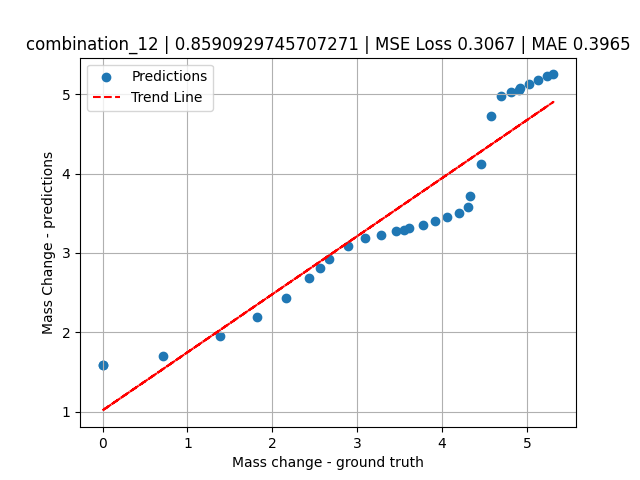 combination_12 | 0.8590929745707271 | MSE Loss 0.3067 | MAE 0.3965
Predictions
Trend Line
5
4
3
2
1
Mass Change - predictions
0 1 2 3 4 5
Mass change - ground truth